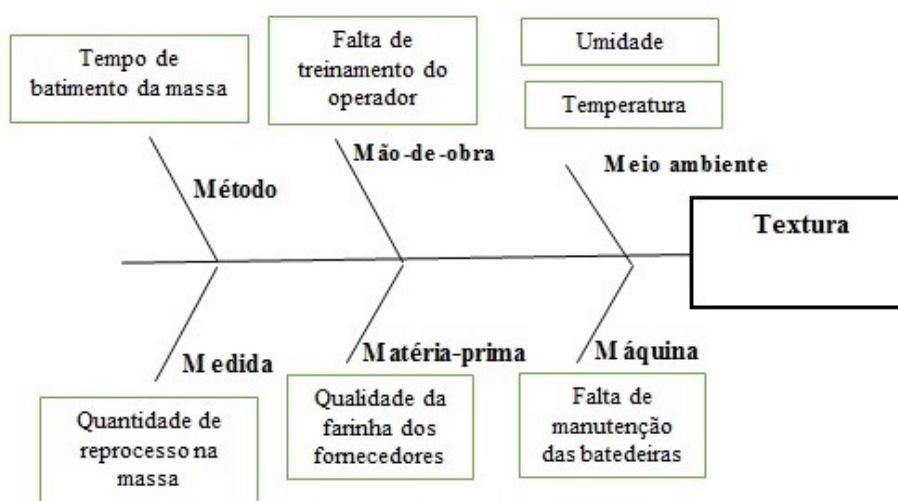 Tempo de
batimento da massa
Falta de
treinamento do
operador
Umidade
Temperatura
Método
Mão-de-obra
Meio ambiente
Textura
Medida
Matéria-prima
Máquina
Quantidade de
reprocesso na
massa
Qualidade da
farinha dos
fornecedores
Falta de
manutenção
das batedeiras